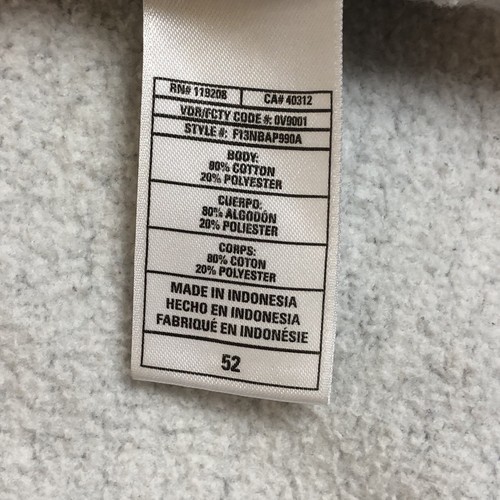 RN# 119206 CA# 40312
VDR/FCTY CODE #: 0V9001
STYLE #: F13NBAP990A
BODY:
80% COTTON
20% POLYESTER
CUERPO:
80% ALGODÓN
20% POLIESTER
CORPS:
80% COTON
20% POLYESTER
MADE IN INDONESIA
HECHO EN INDONESIA
FABRIQUÉ EN INDONÉSIE
52